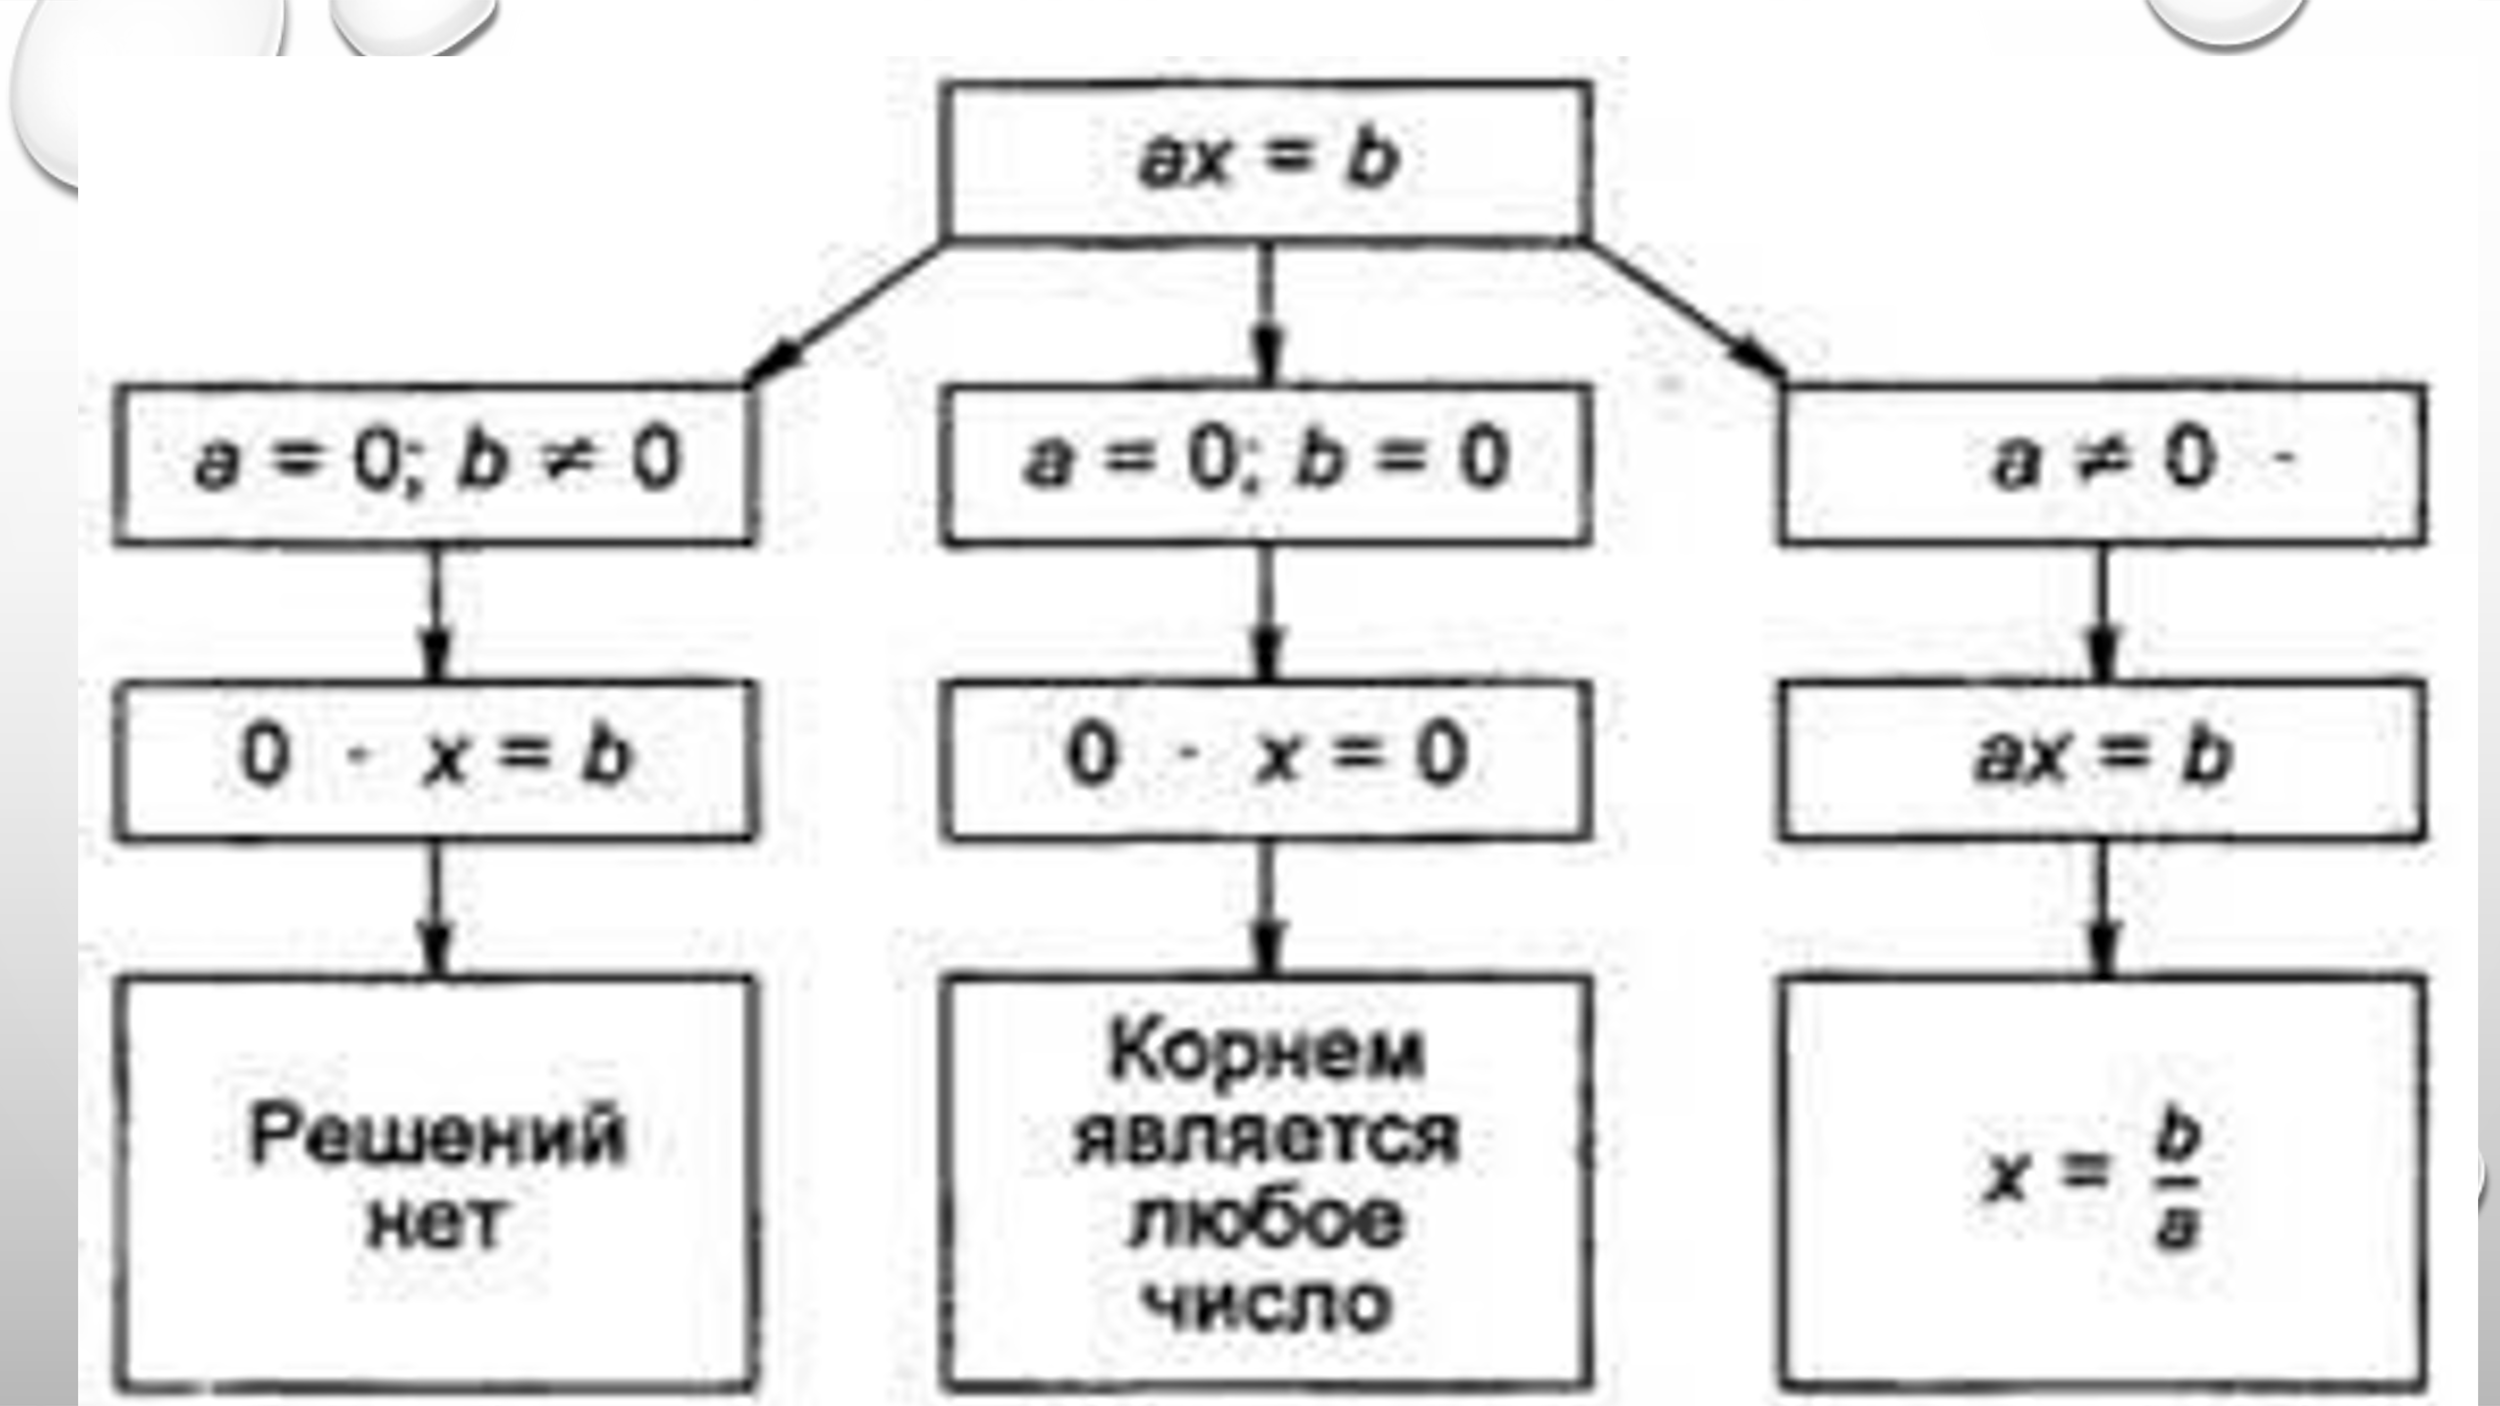 ax = b
a = 0; b ≠ 0
a = 0; b = 0
a ≠ 0 -
0 · x = b
0 · x = 0
ax = b
Решений
нет
Корнем
является
любое
число
x = b/a